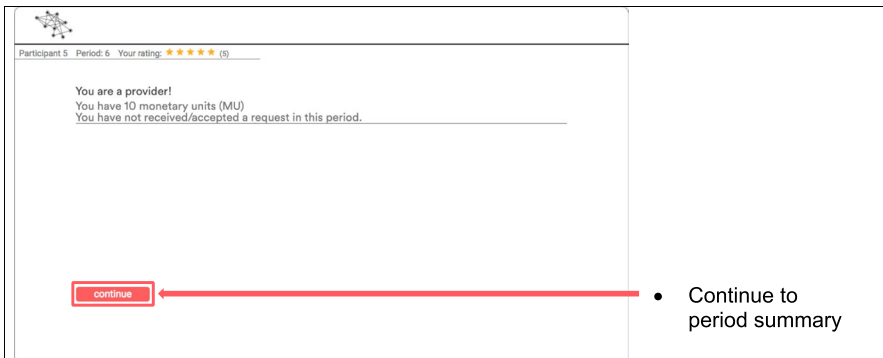 Participant 5 Period: 6 Your rating: ★ ★ ★ ★ ★ (5)
You are a provider!
You have 10 monetary units (MU)
You have not received/accepted a request in this period.
continue
• Continue to
period summary